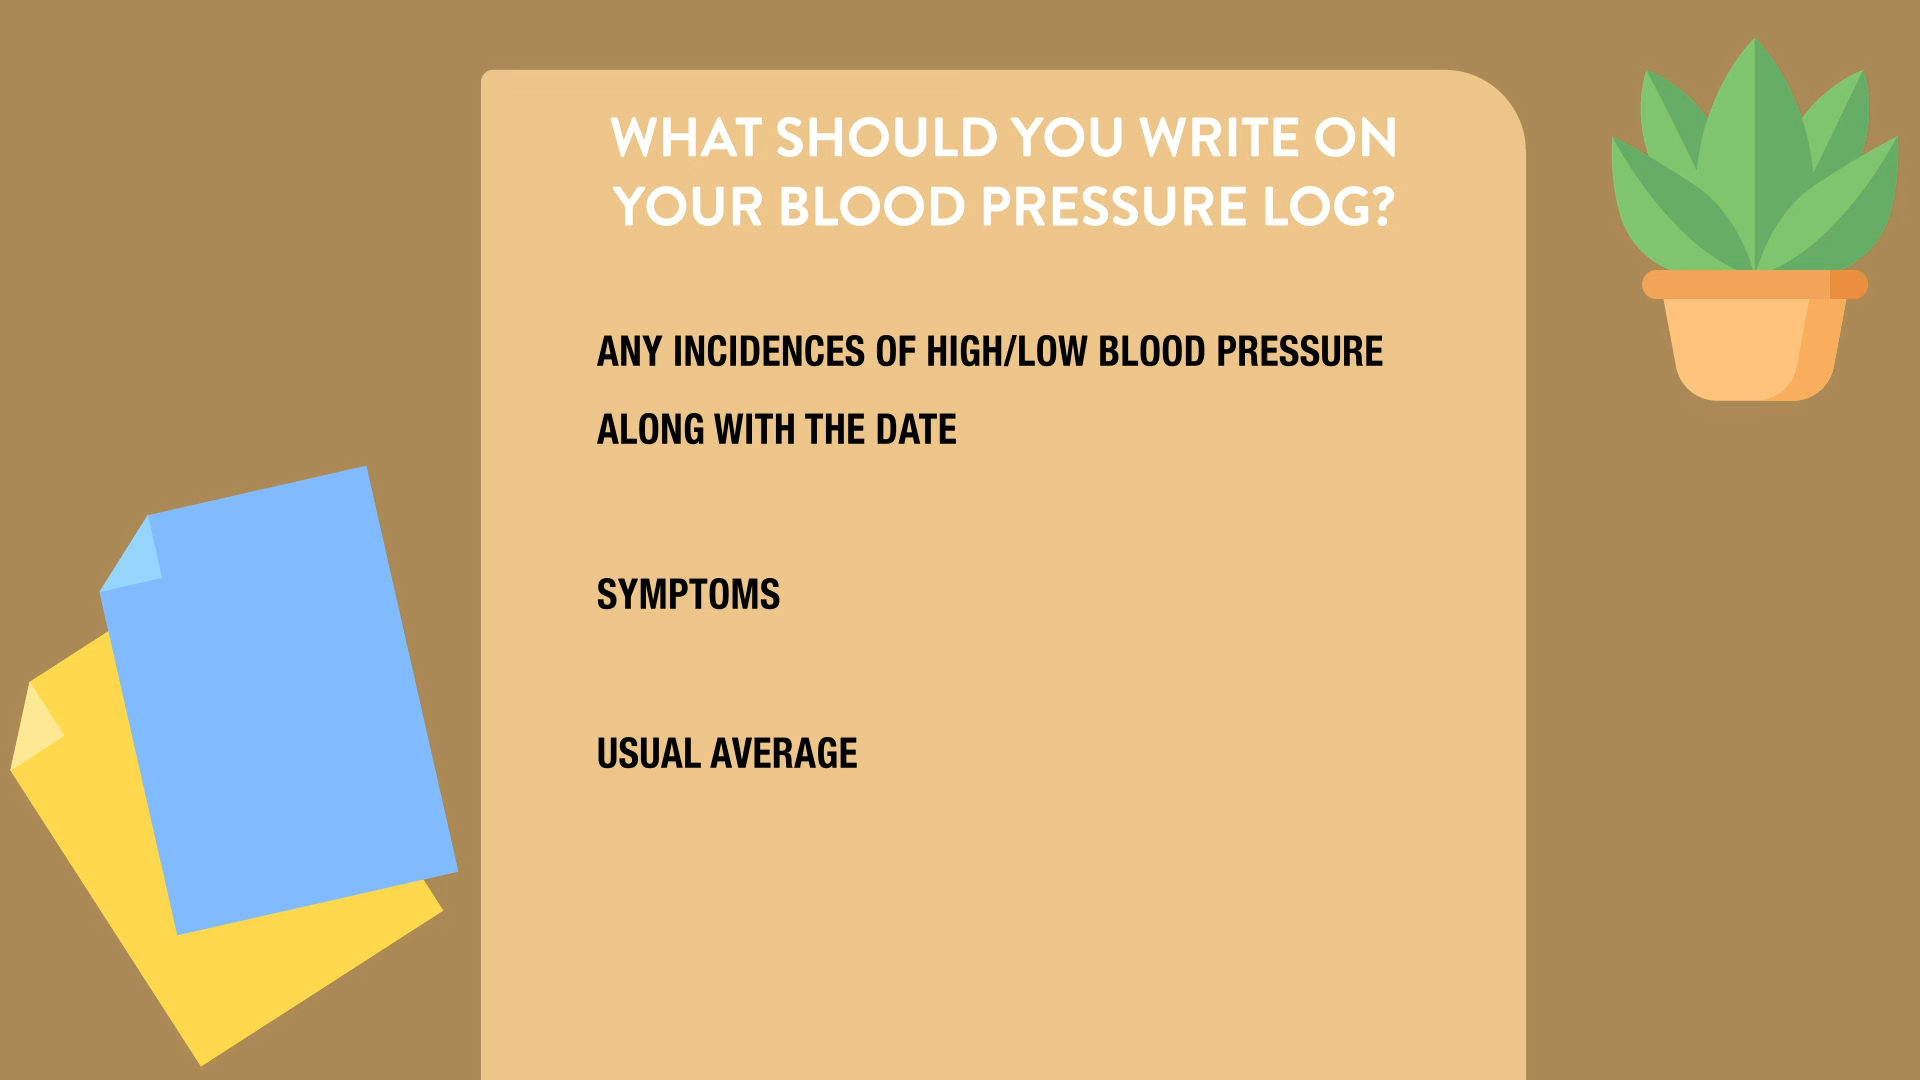 WHAT SHOULD YOU WRITE ON
YOUR BLOOD PRESSURE LOG?
ANY INCIDENCES OF HIGH/LOW BLOOD PRESSURE
ALONG WITH THE DATE
SYMPTOMS
USUAL AVERAGE